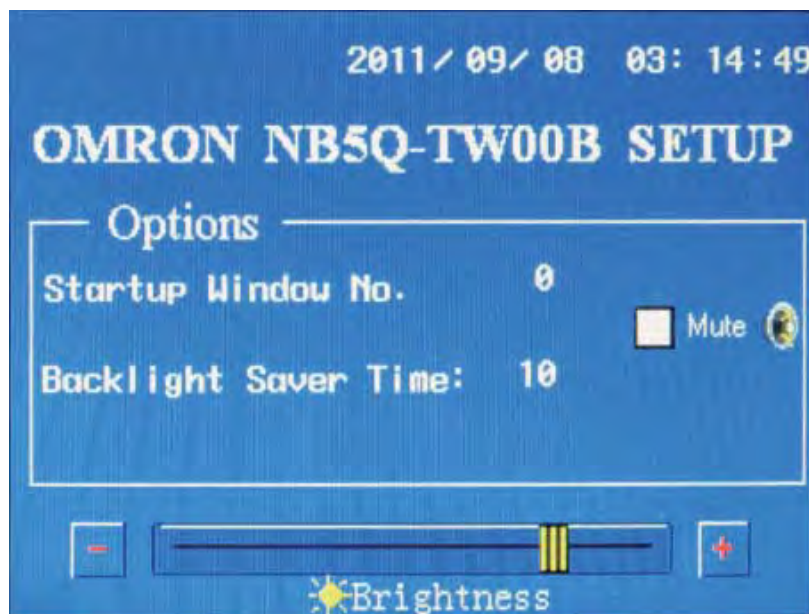 2011/09/08 03:14:49
OMRON NB5Q-TW00B SETUP
Options
Startup Window No. 0
Mute
Backlight Saver Time: 10
-
+
Brightness